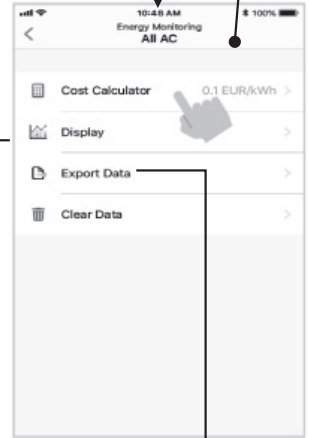 10:48 AM
100%
Energy Monitoring
All AC
Cost Calculator 0.1 EUR/kWh
Display
Export Data
Clear Data